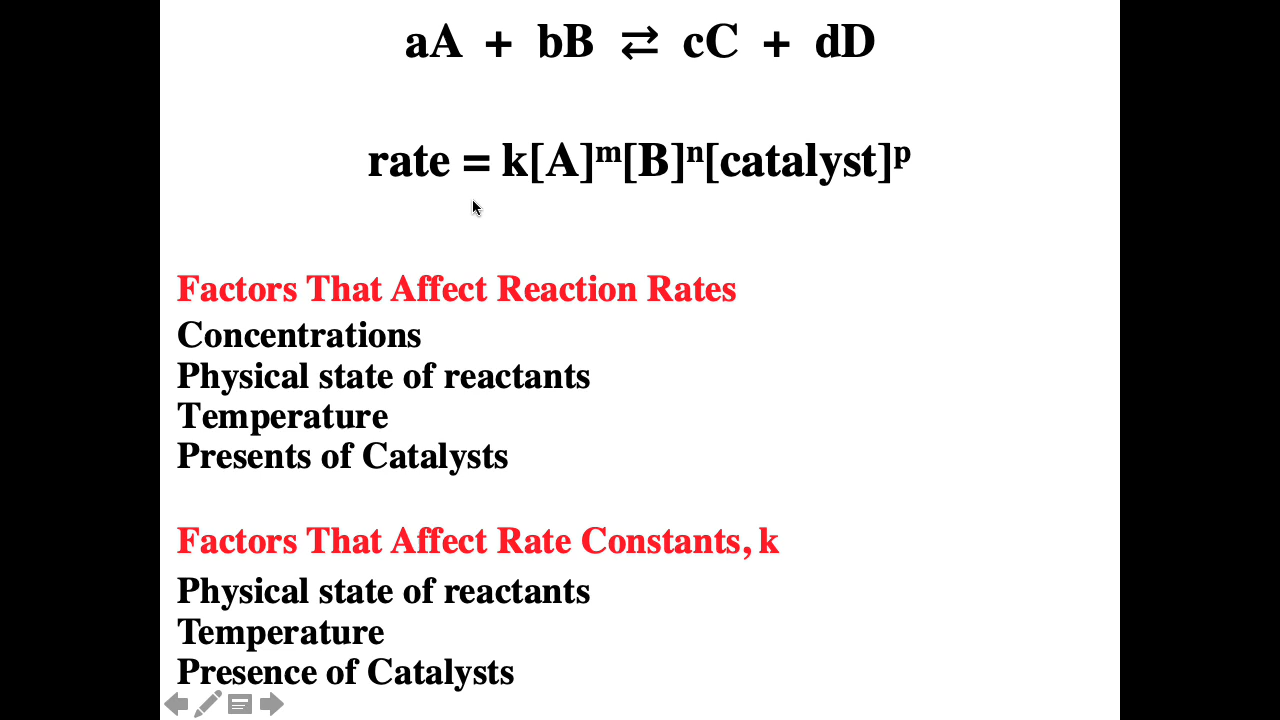 aA + bB ⇄ cC + dD
rate = k[A]ᵐ[B]ⁿ[catalyst]ᵖ
Factors That Affect Reaction Rates
Concentrations
Physical state of reactants
Temperature
Presents of Catalysts
Factors That Affect Rate Constants, k
Physical state of reactants
Temperature
Presence of Catalysts